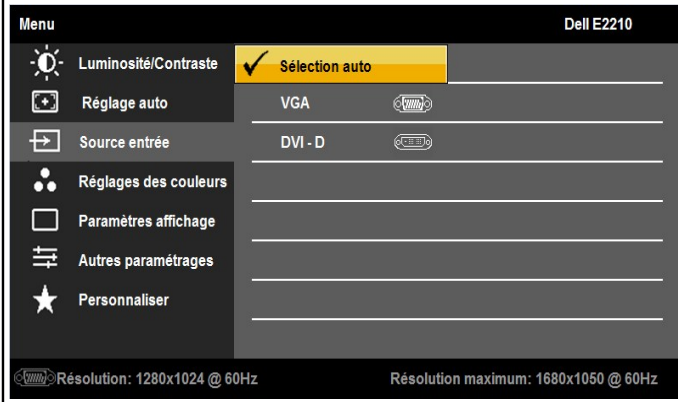 Menu Dell E2210
Luminosité/Contraste Sélection auto
Réglage auto VGA
Source entrée DVI - D
Réglages des couleurs
Paramètres affichage
Autres paramétrages
Personnaliser
Résolution: 1280x1024 @ 60Hz Résolution maximum: 1680x1050 @ 60Hz